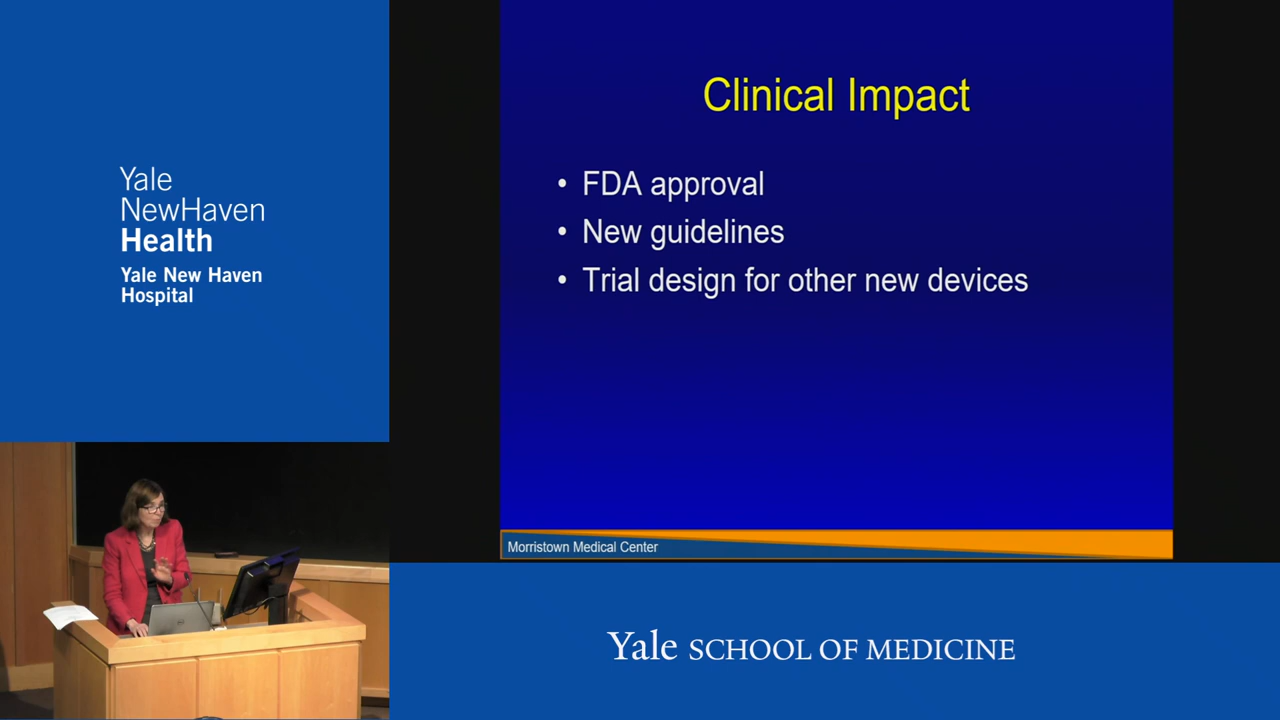 Yale
NewHaven
Health
Yale New Haven
Hospital
Clinical Impact
• FDA approval
• New guidelines
• Trial design for other new devices
Morristown Medical Center
Yale SCHOOL OF MEDICINE